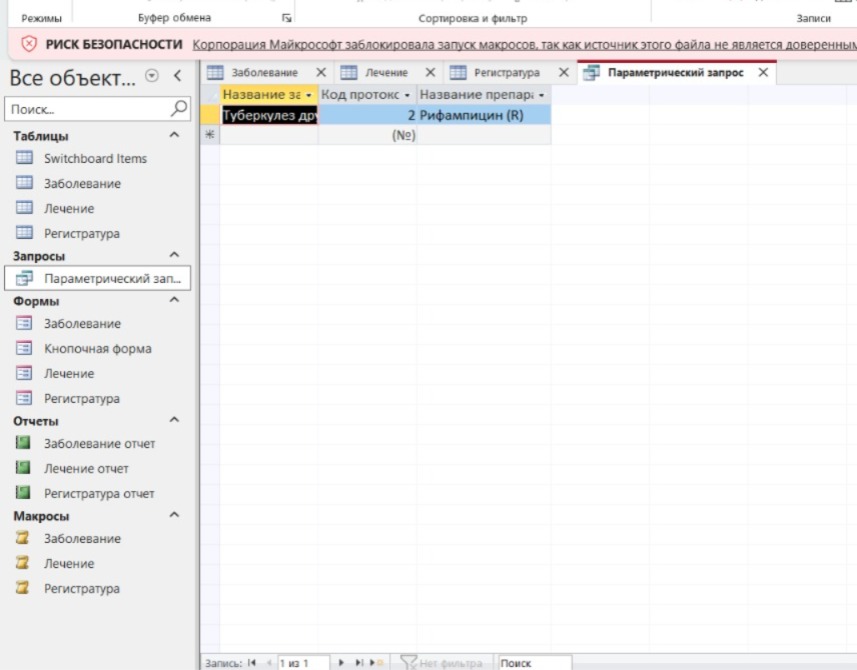 Режимы
Буфер обмена
Сортировка и фильтр
Записи
РИСК БЕЗОПАСНОСТИ Корпорация Майкрософт заблокировала запуск макросов, так как источник этого файла не является доверенным
Все объект...
Поиск...
Таблицы
Switchboard Items
Заболевание
Лечение
Регистратура
Запросы
Параметрический зап...
Формы
Заболевание
Кнопочная форма
Лечение
Регистратура
Отчеты
Заболевание отчет
Лечение отчет
Регистратура отчет
Макросы
Заболевание
Лечение
Регистратура
Заболевание Лечение Регистратура Параметрический запрос
Название за Код протокс Название препара
Туберкулез дру 2 Рифампицин (R)
(№)
Запись: 1 из 1 Нет фильтра Поиск